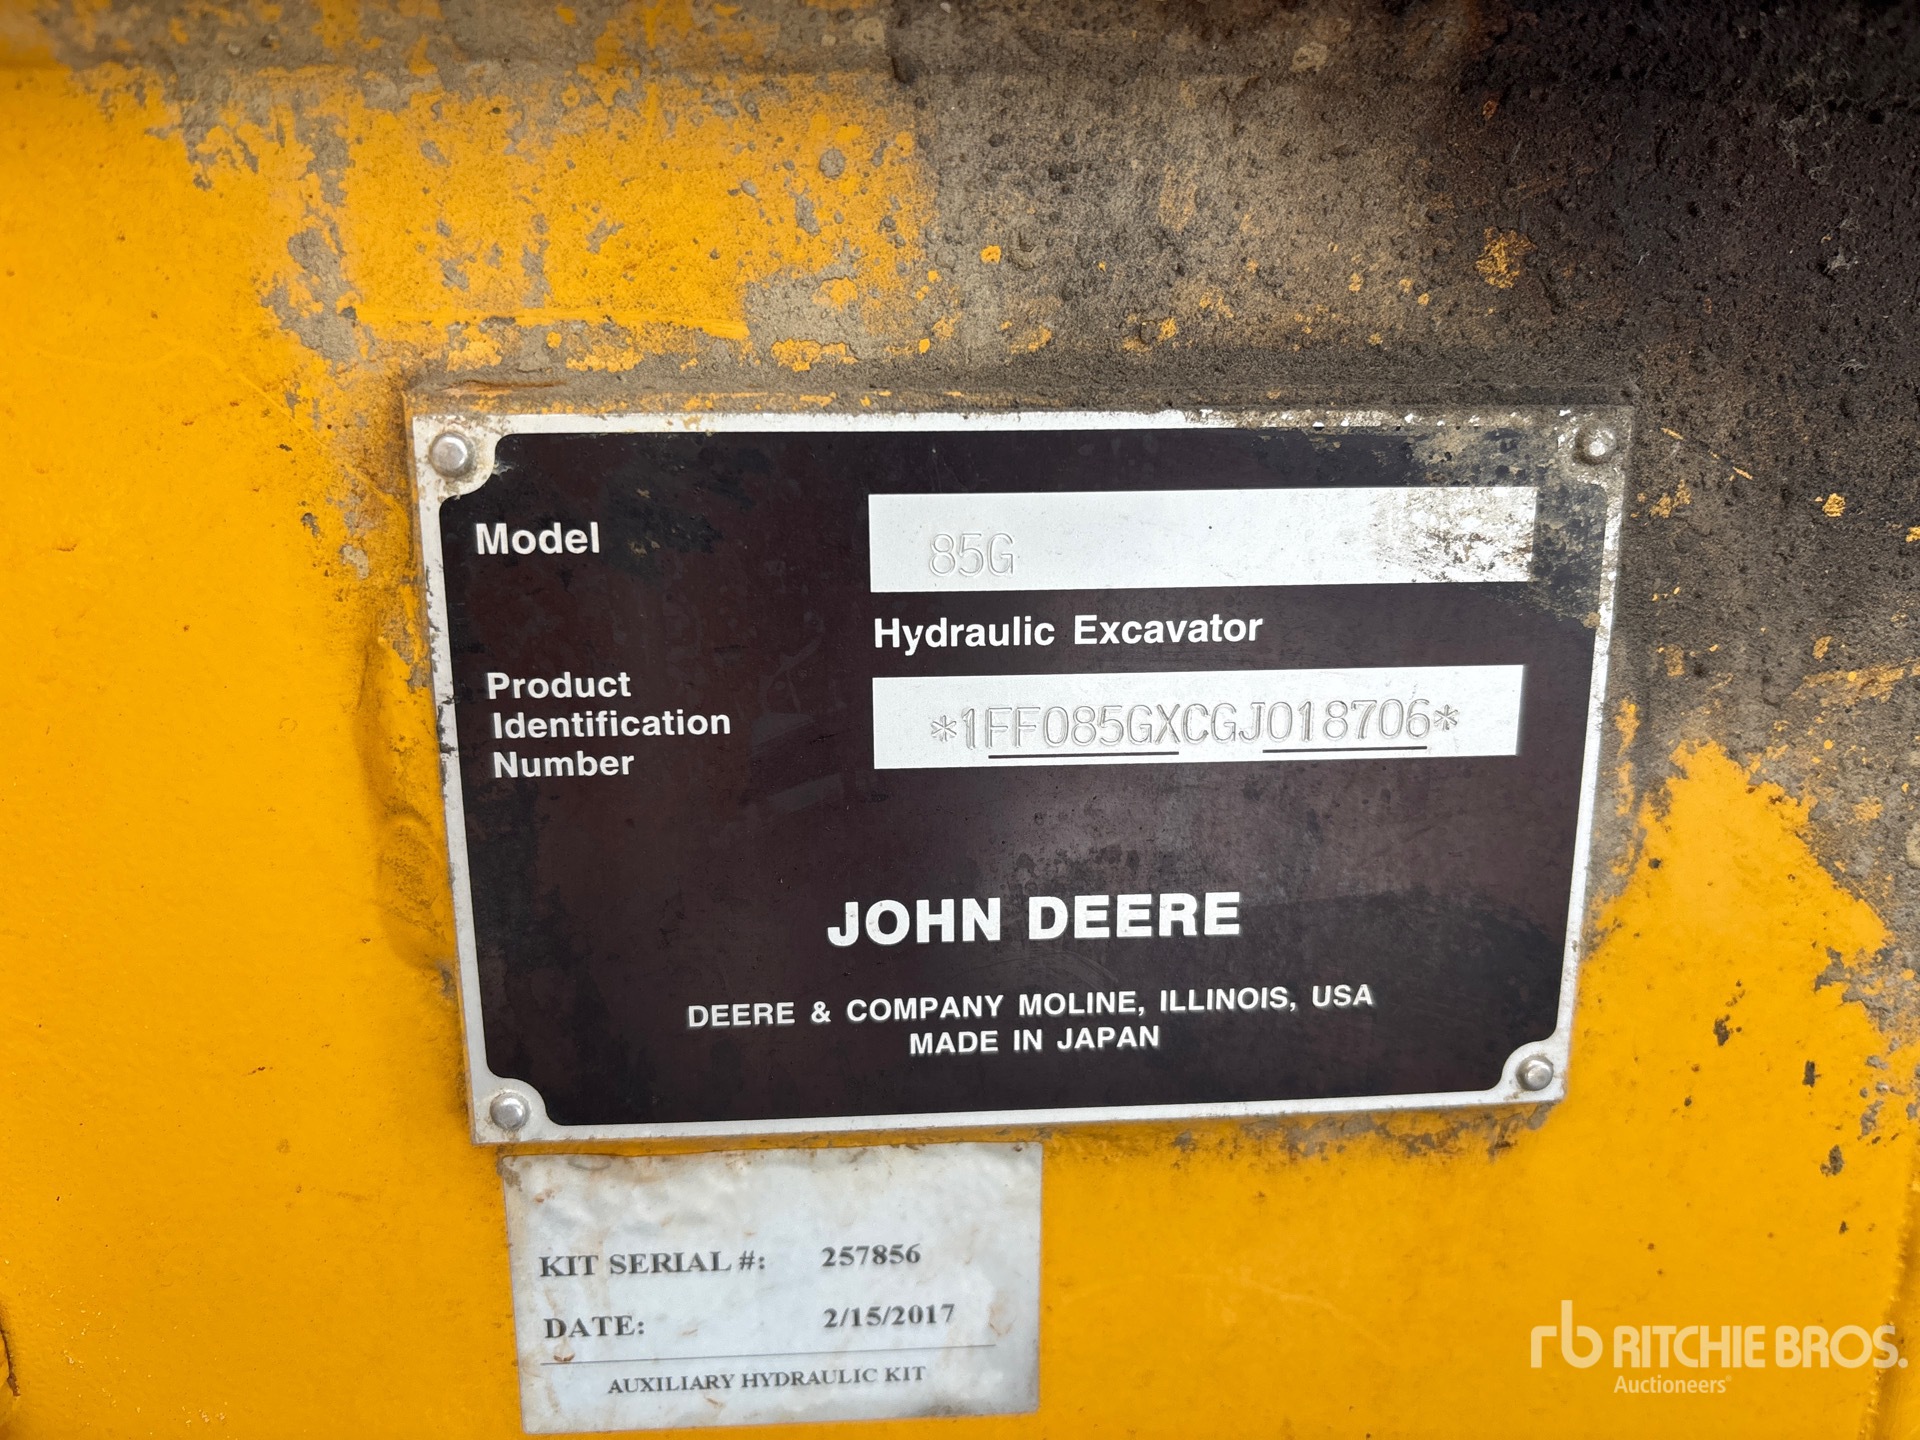 Model
85G
Hydraulic Excavator
Product
Identification
Number
*1FF085GXCGJ018706*
JOHN DEERE
DEERE & COMPANY MOLINE, ILLINOIS, USA
MADE IN JAPAN
KIT SERIAL #: 257856
DATE: 2/15/2017
AUXILIARY HYDRAULIC KIT
rb RITCHIE BROS.
Auctioneers